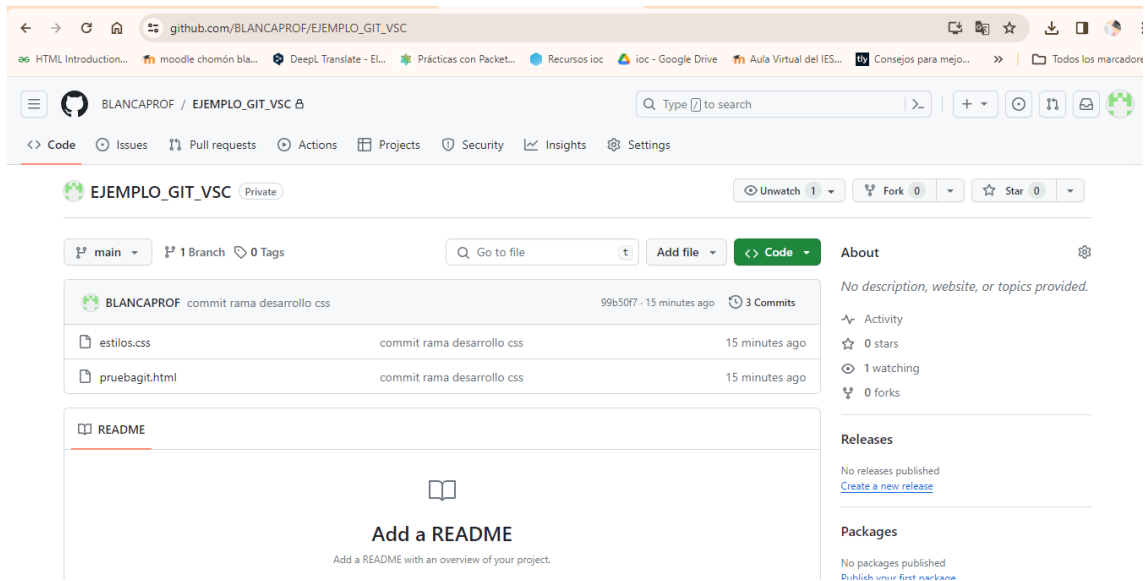 github.com/BLANCAPROF/EJEMPLO_GIT_VSC
HTML Introduction... moodle chomón bla... DeepL Translate - El... Prácticas con Packet... Recursos ioc ioc - Google Drive Aula Virtual del IES... tly Consejos para mejo... » Todos los marcadore
BLANCAPROF / EJEMPLO_GIT_VSC Type / to search
<> Code Issues Pull requests Actions Projects Security Insights Settings
EJEMPLO_GIT_VSC Private Unwatch 1 Fork 0 Star 0
main 1 Branch 0 Tags Go to file t Add file <> Code
BLANCAPROF commit rama desarrollo css 99b50f7 · 15 minutes ago 3 Commits
estilos.css commit rama desarrollo css 15 minutes ago
pruebagit.html commit rama desarrollo css 15 minutes ago
README
Add a README
Add a README with an overview of your project.
About
No description, website, or topics provided.
Activity
0 stars
1 watching
0 forks
Releases
No releases published
Create a new release
Packages
No packages published
Publish your first package